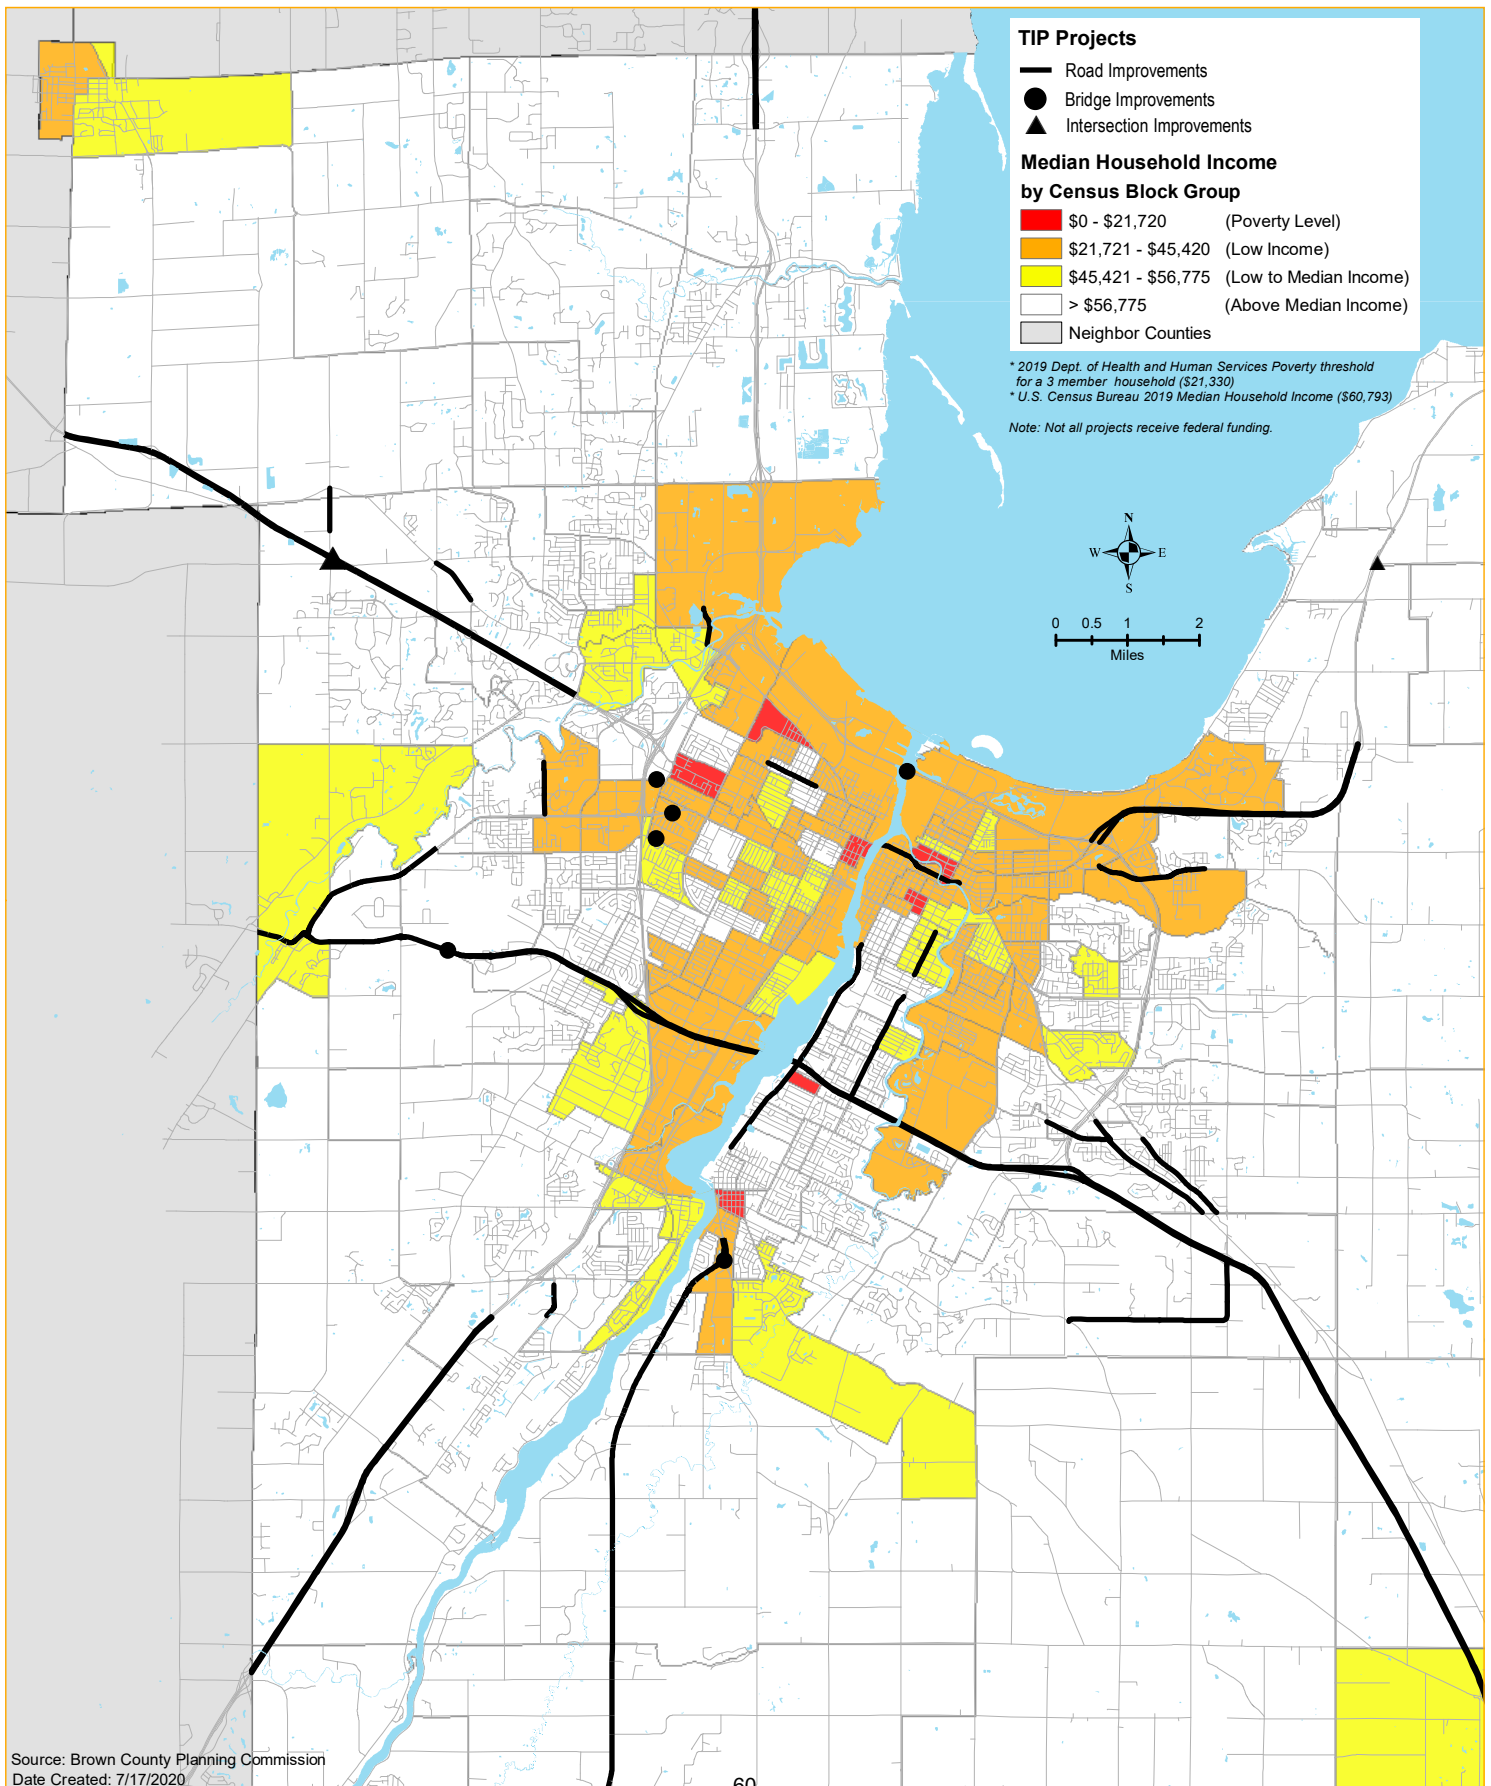 TIP Projects
Road Improvements
Bridge Improvements
Intersection Improvements
Median Household Income
by Census Block Group
$0 - $21,720 (Poverty Level)
$21,721 - $45,420 (Low Income)
$45,421 - $56,775 (Low to Median Income)
> $56,775 (Above Median Income)
Neighbor Counties
* 2019 Dept. of Health and Human Services Poverty threshold
for a 3 member household ($21,330)
* U.S. Census Bureau 2019 Median Household Income ($60,793)
Note: Not all projects receive federal funding.
N
W E
S
0 0.5 1 2
Miles
Source: Brown County Planning Commission
Date Created: 7/17/2020
60